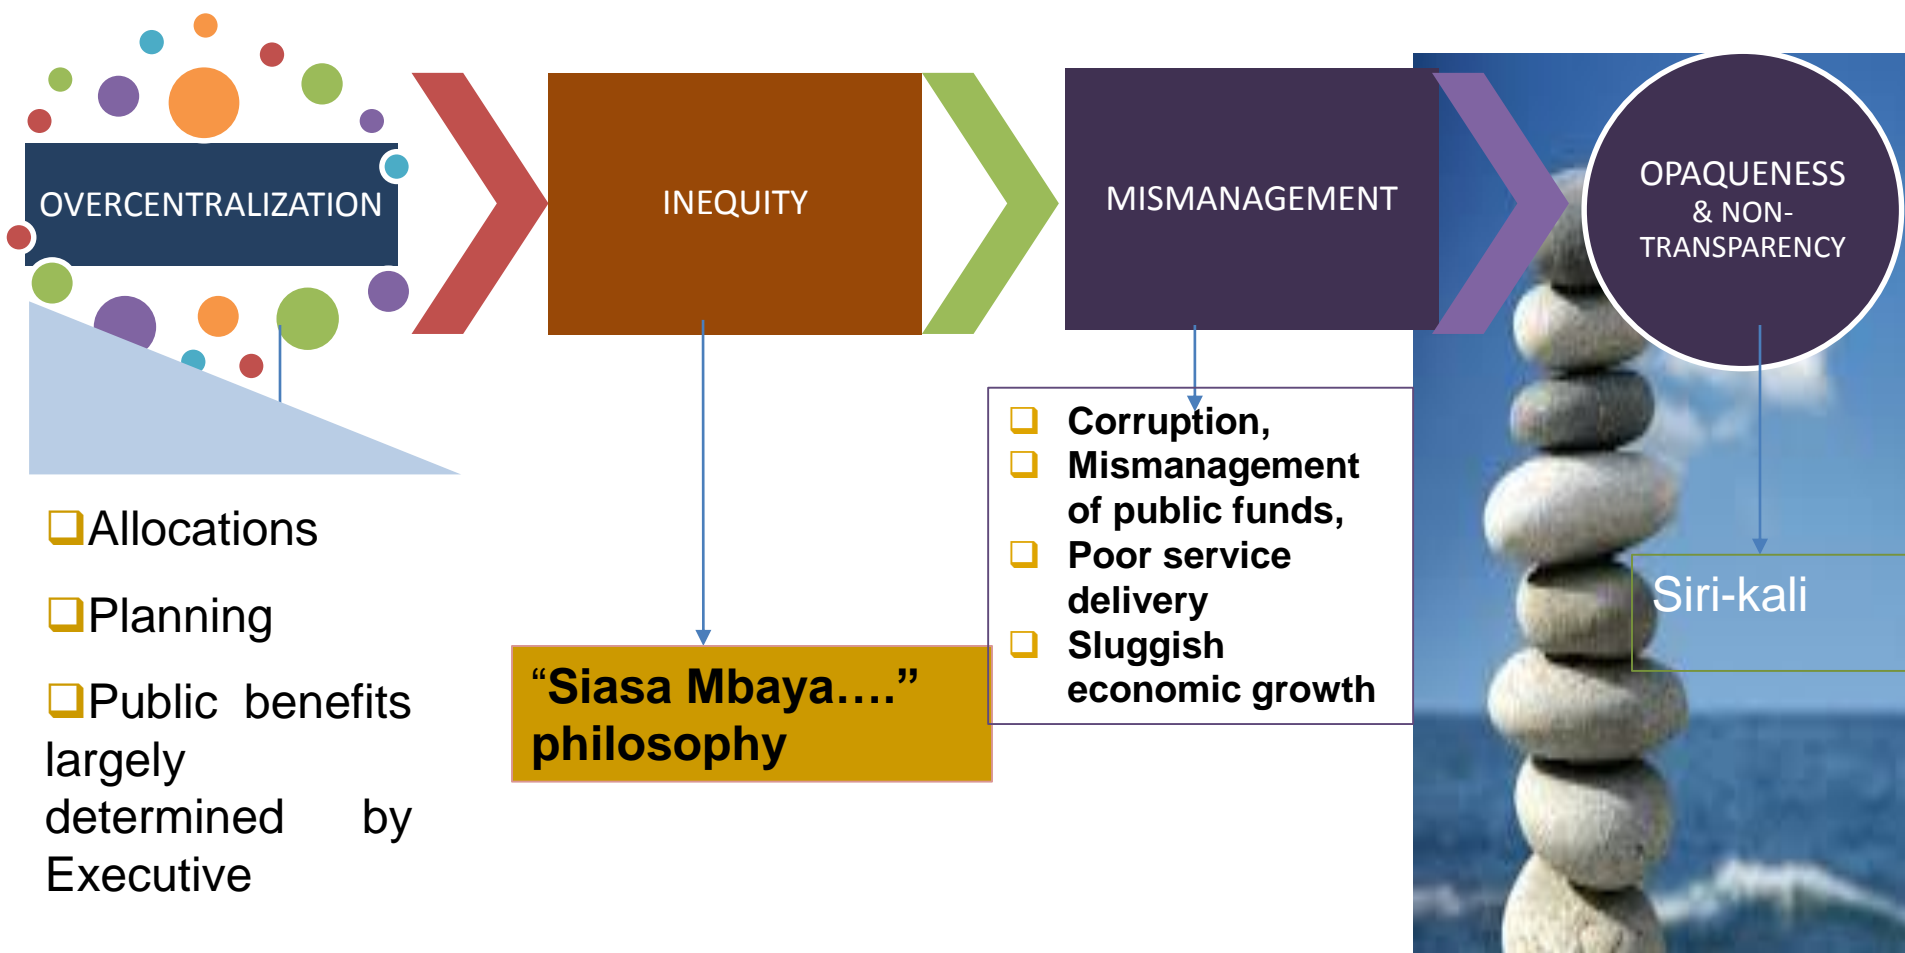 OVERCENTRALIZATION
INEQUITY
MISMANAGEMENT
OPAQUENESS
& NON-
TRANSPARENCY
❑Allocations
❑Planning
❑Public benefits
largely
determined by
Executive
“Siasa Mbaya….”
philosophy
❑ Corruption,
❑ Mismanagement
of public funds,
❑ Poor service
delivery
❑ Sluggish
economic growth
Siri-kali